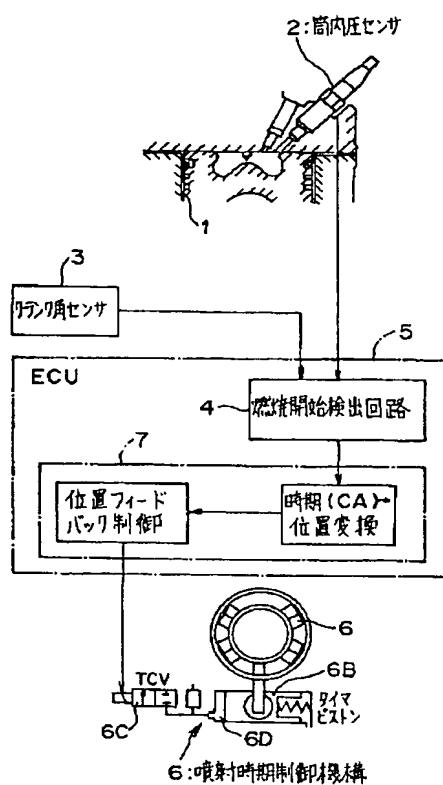 2:筒内圧センサ
1
3
クランク角センサ
5
ECU
4
燃焼開始検出回路
7
位置フィード
バック制御
時期(CA)→
位置変換
6
6B
TCV
タイマ
ピストン
6C
6D
6:噴射時期制御機構